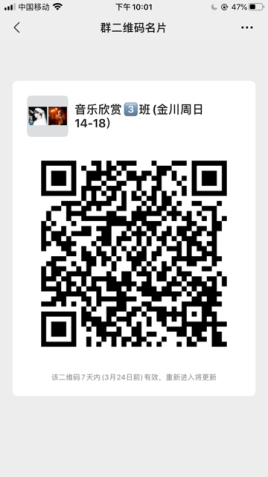 中国移动
下午10:01
47%
群二维码名片
音乐欣赏3️⃣班(金川周日
14-18）
该二维码7天内(3月24日前)有效，重新进入将更新